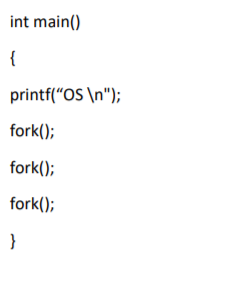 int main()
{
printf(“OS \n");
fork();
fork();
fork();
}